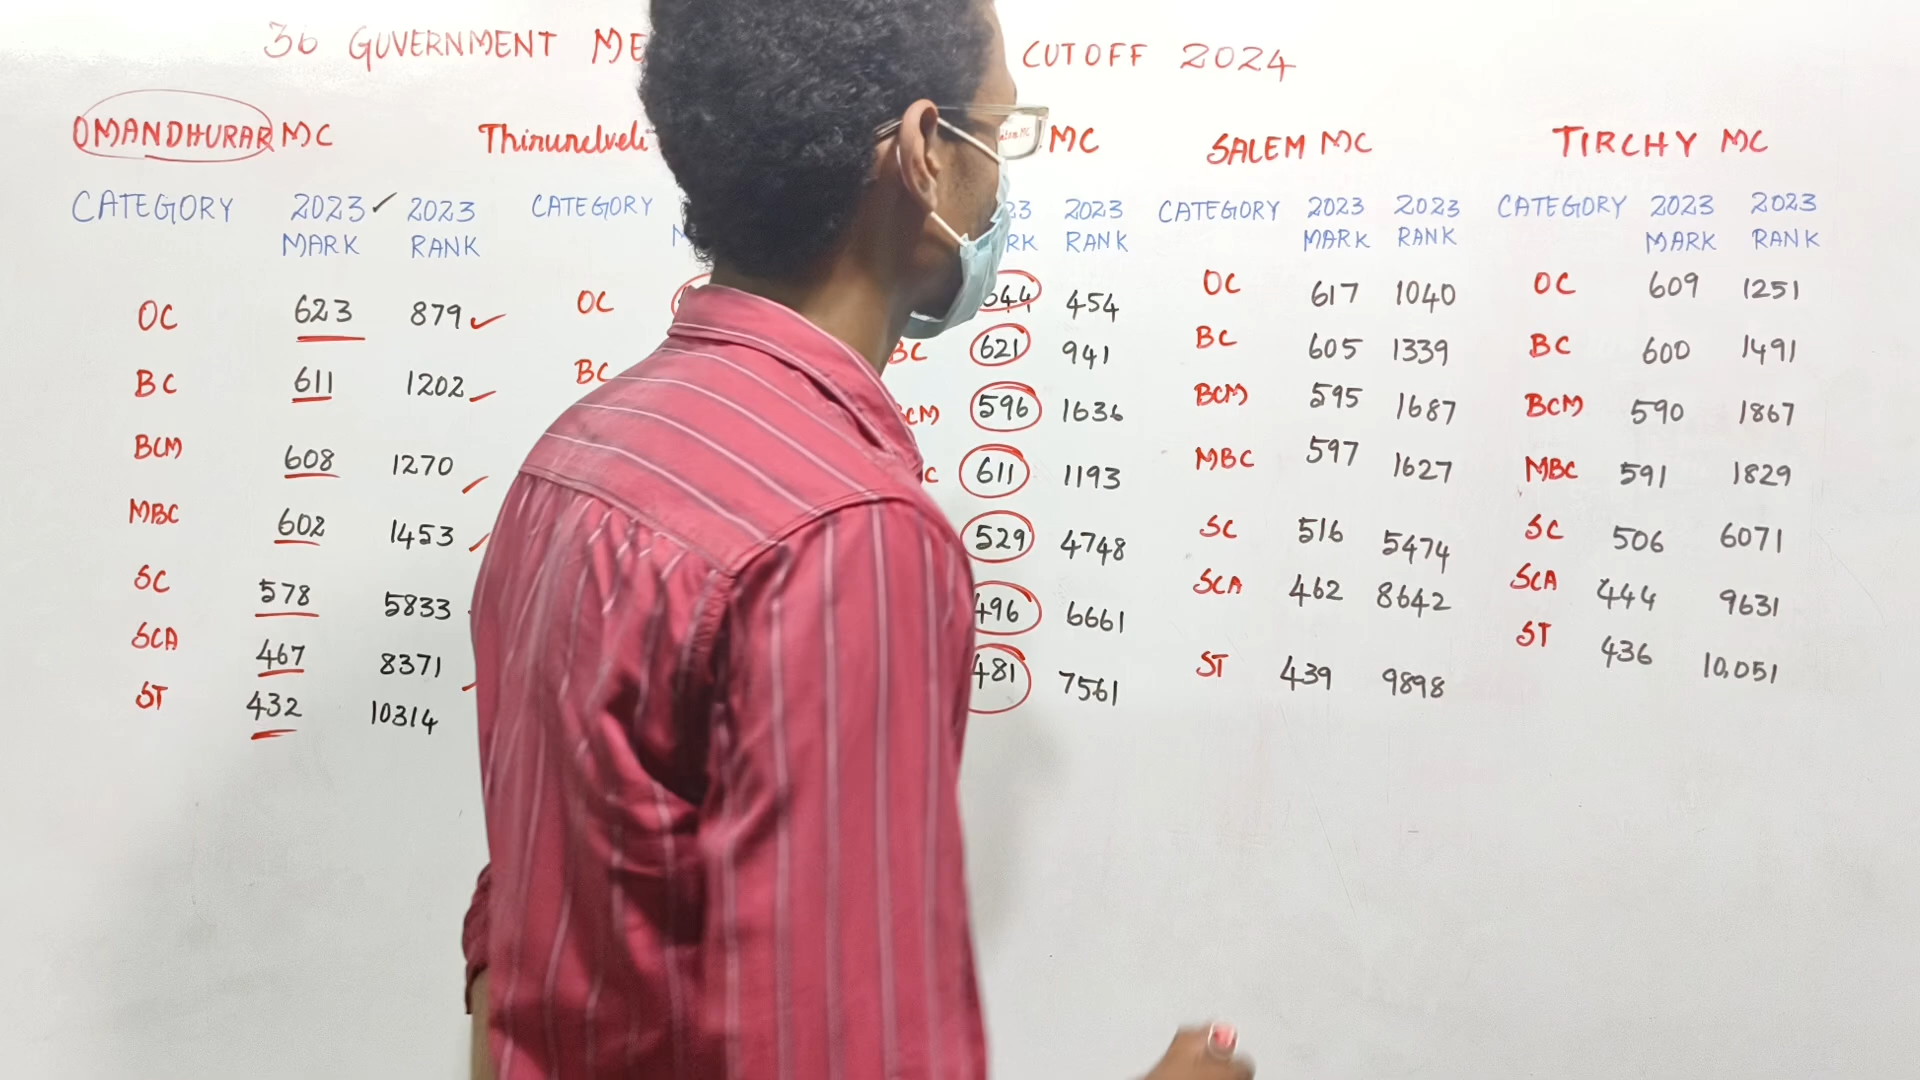 36 GUVERNMENT ME CUTOFF 2024
OMANDHURAR MC
CATEGORY 2023 MARK 2023 RANK
OC 623 879
BC 611 1202
BCM 608 1270
MBC 602 1453
SC 578 5833
SCA 467 8371
ST 432 10314
Thirunelveli
CATEGORY
OC
BC
MC
23 RK 2023 RANK
644 454
BC 621 941
CM 596 1636
C 611 1193
529 4748
496 6661
481 7561
SALEM MC
CATEGORY 2023 MARK 2023 RANK
OC 617 1040
BC 605 1339
BCM 595 1687
MBC 597 1627
SC 516 5474
SCA 462 8642
ST 439 9898
TIRCHY MC
CATEGORY 2023 MARK 2023 RANK
OC 609 1251
BC 600 1491
BCM 590 1867
MBC 591 1829
SC 506 6071
SCA 444 9631
ST 436 10,051